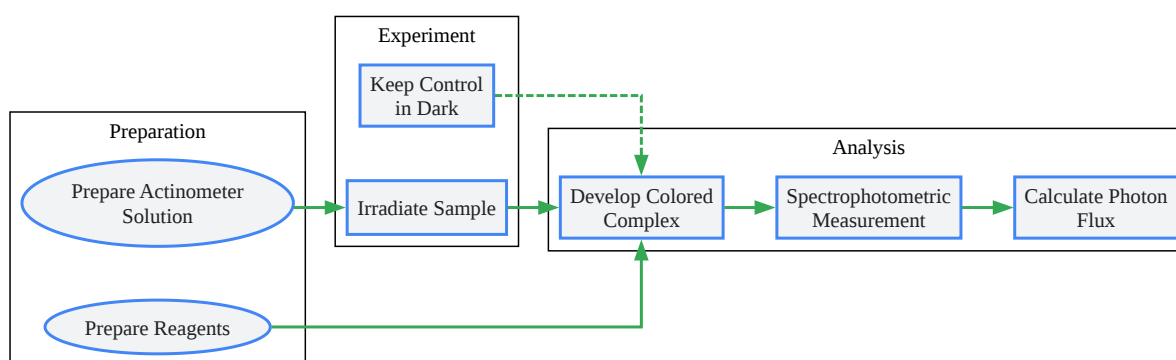 Preparation
Prepare Actinometer
Solution
Prepare Reagents
Experiment
Keep Control
in Dark
Irradiate Sample
Analysis
Develop Colored
Complex
Spectrophotometric
Measurement
Calculate Photon
Flux